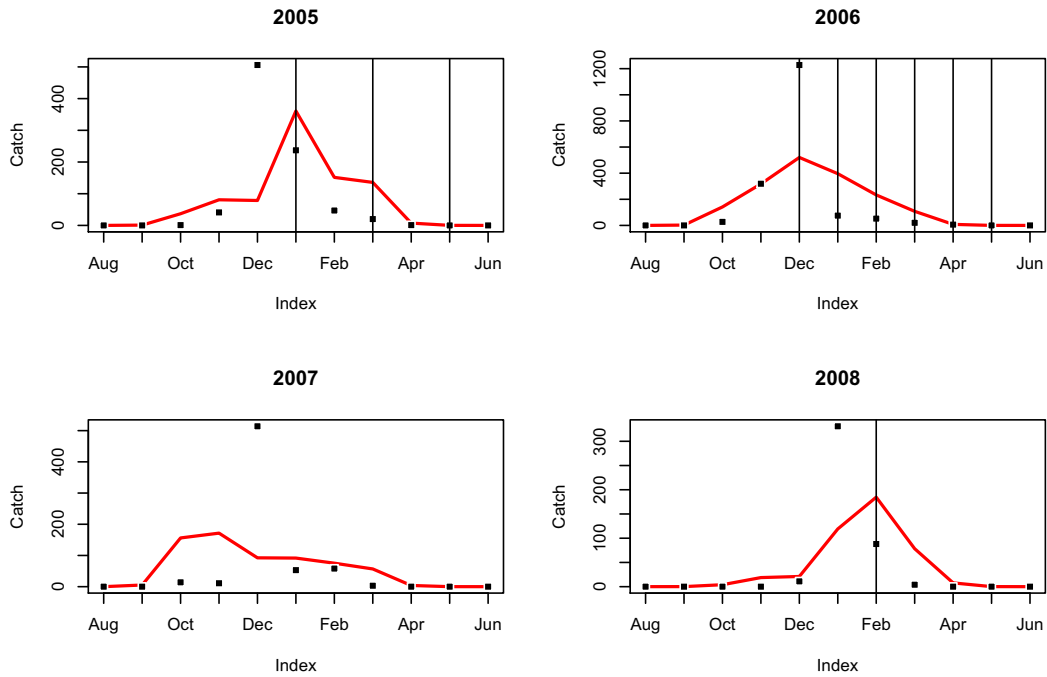 2005
Catch
0
200
400
Aug
Oct
Dec
Feb
Apr
Jun
Index
2006
Catch
0
400
800
1200
Aug
Oct
Dec
Feb
Apr
Jun
Index
2007
Catch
0
200
400
Aug
Oct
Dec
Feb
Apr
Jun
Index
2008
Catch
0
100
200
300
Aug
Oct
Dec
Feb
Apr
Jun
Index